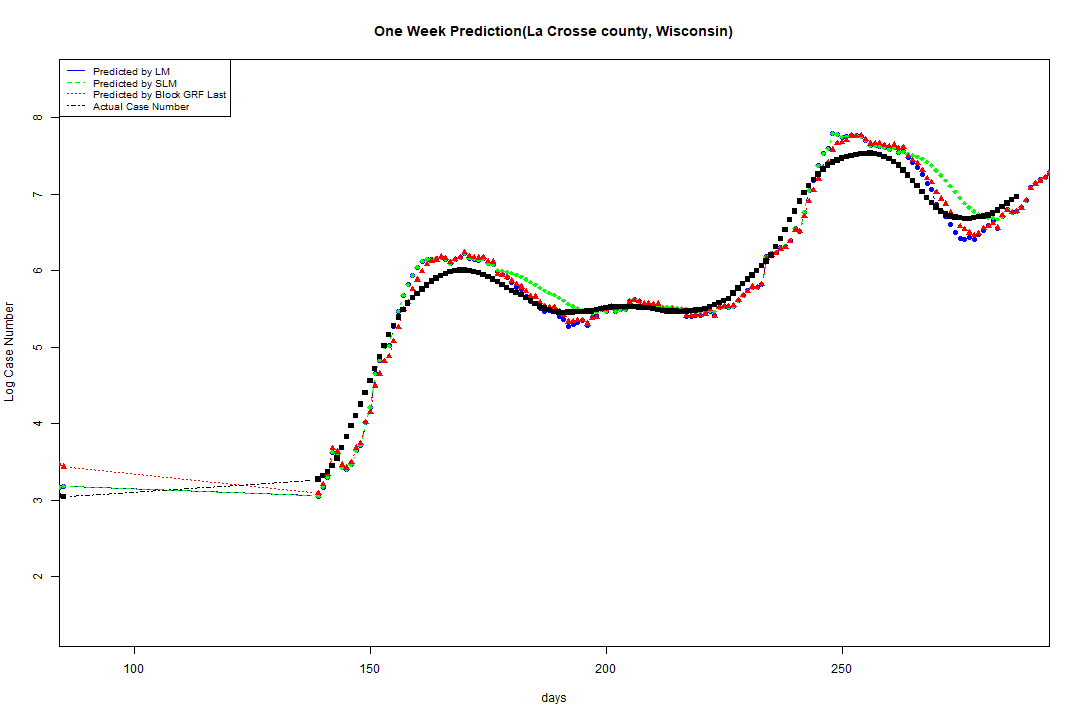 One Week Prediction(La Crosse county, Wisconsin)
Predicted by LM
Predicted by SLM
Predicted by Block GRF Last
Actual Case Number
8
7
6
5
4
3
2
Log Case Number
100 150 200 250
days